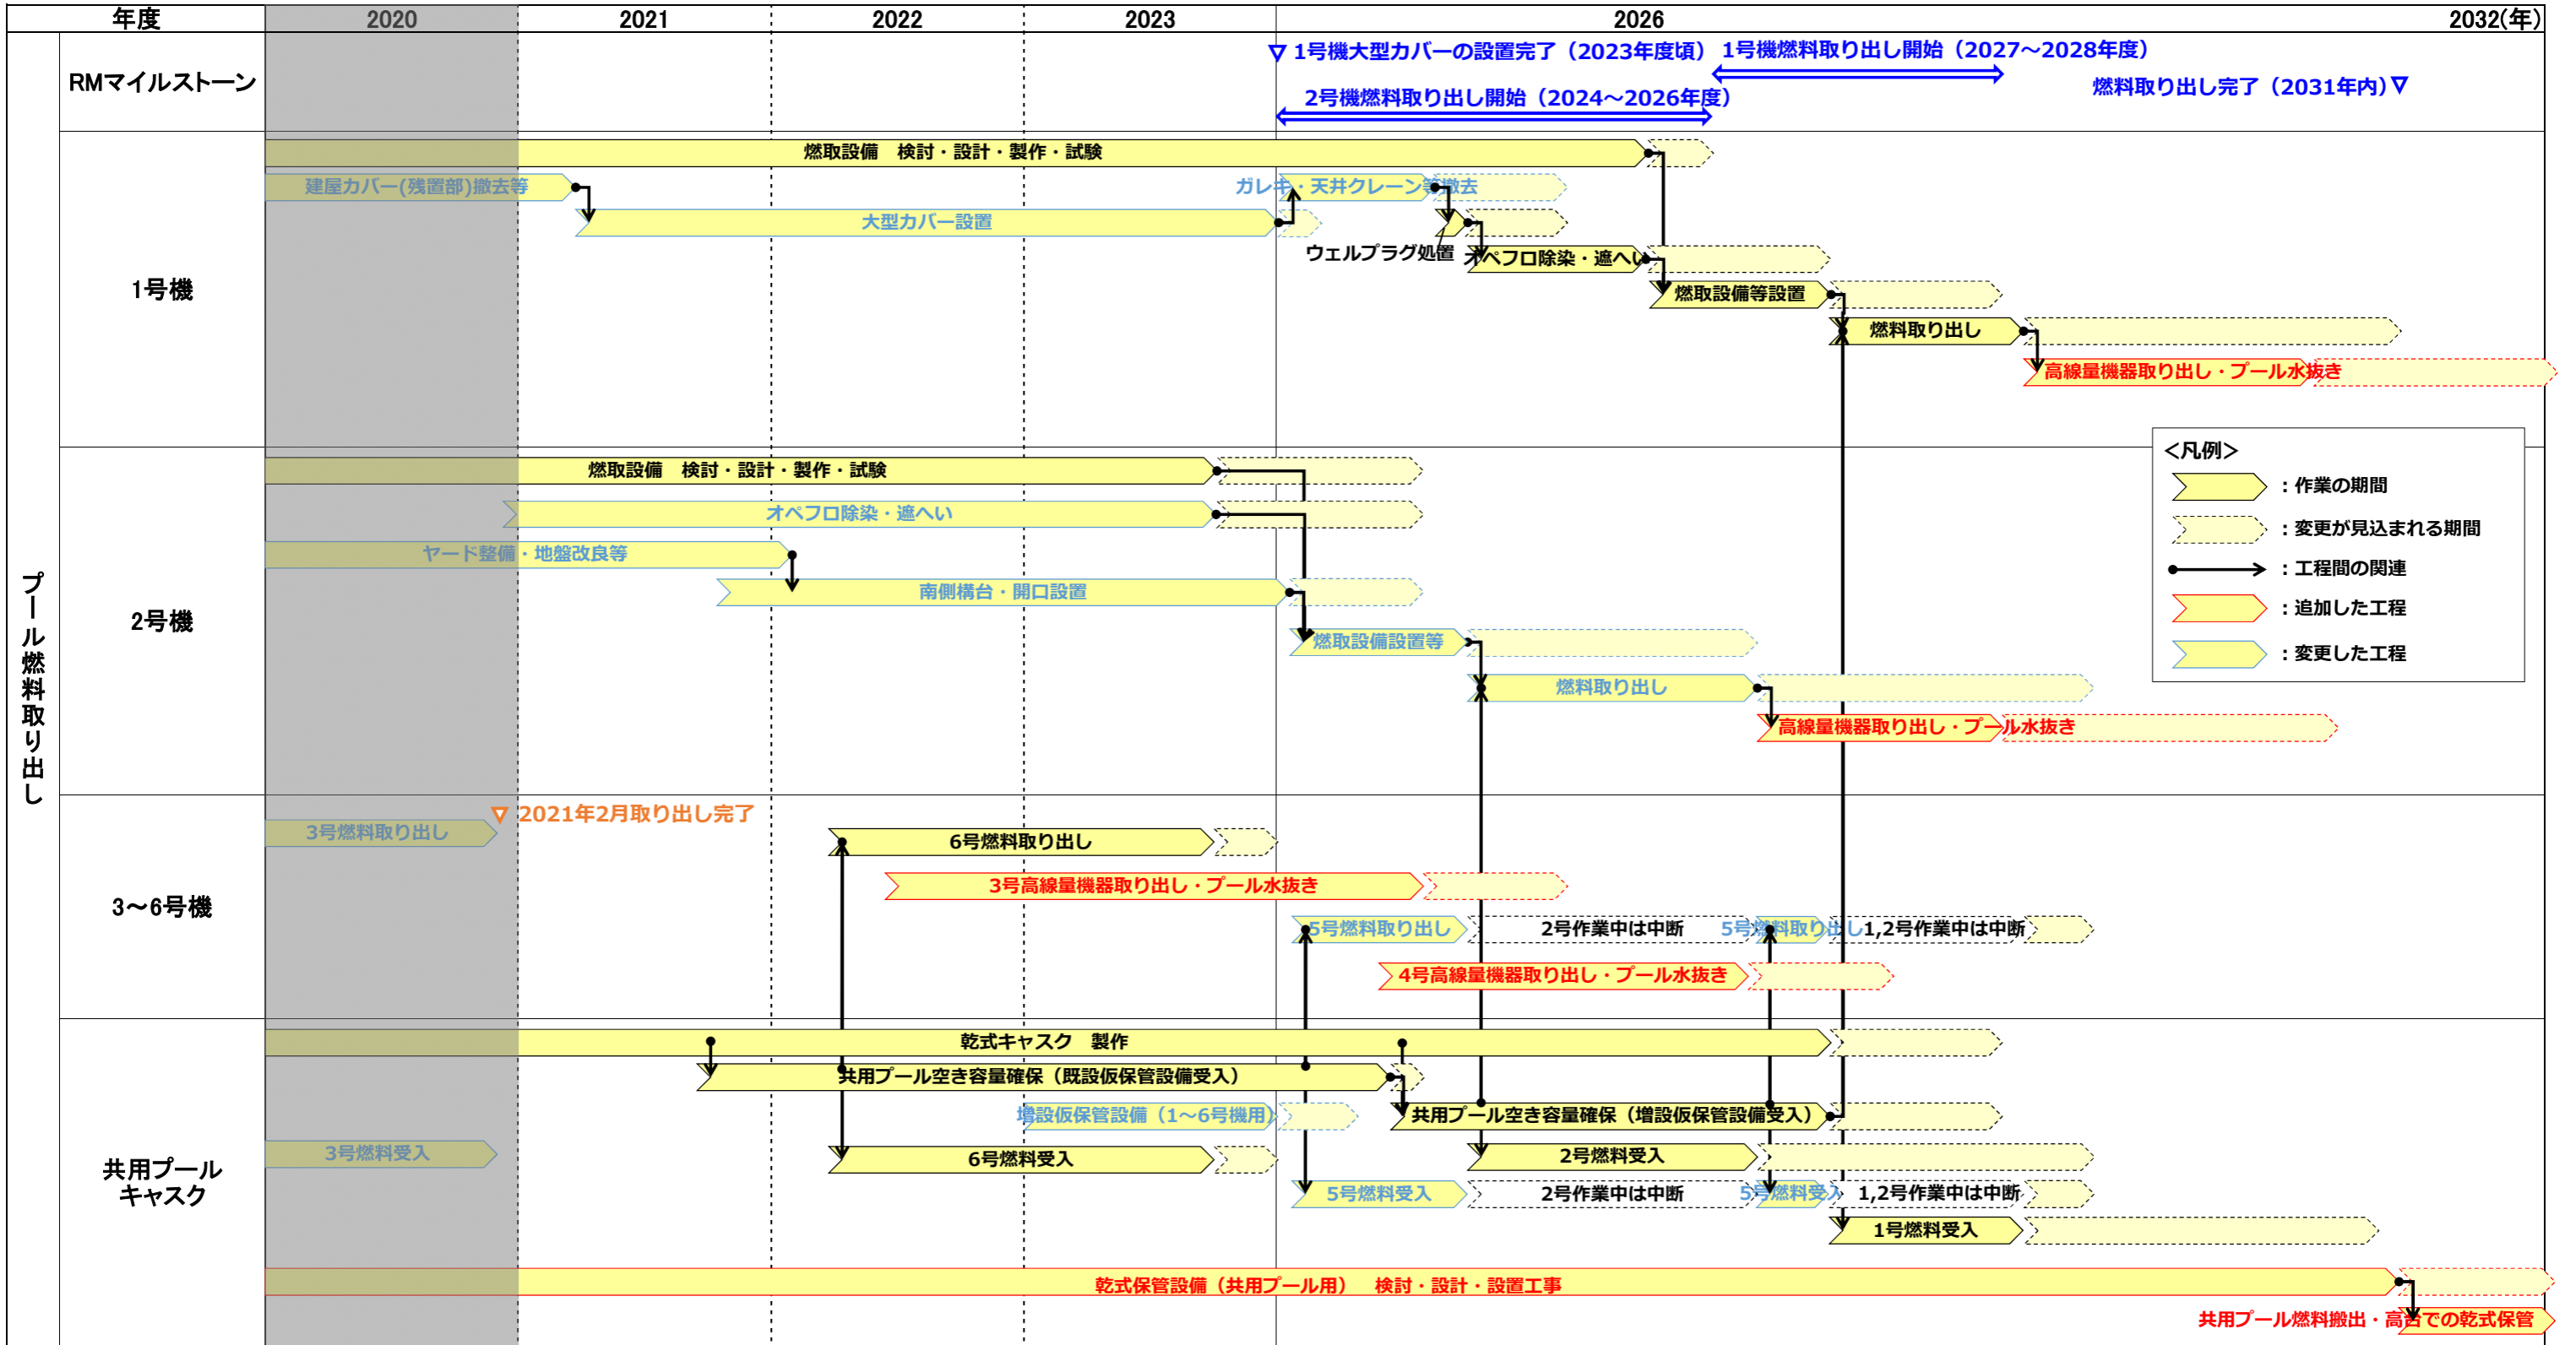 年度 2020 2021 2022 2023 2026 2032(年)
プール燃料取り出し
RMマイルストーン
▽ 1号機大型カバーの設置完了（2023年度頃）
1号機燃料取り出し開始（2027～2028年度）
2号機燃料取り出し開始（2024～2026年度）
燃料取り出し完了（2031年内）▽
1号機
燃取設備　検討・設計・製作・試験
建屋カバー(残置部)撤去等
ガレキ・天井クレーン等撤去
大型カバー設置
ウェルプラグ処置
オペフロ除染・遮へい
燃取設備等設置
燃料取り出し
高線量機器取り出し・プール水抜き
2号機
燃取設備　検討・設計・製作・試験
オペフロ除染・遮へい
ヤード整備・地盤改良等
南側構台・開口設置
燃取設備設置等
燃料取り出し
高線量機器取り出し・プール水抜き
＜凡例＞
：作業の期間
：変更が見込まれる期間
：工程間の関連
：追加した工程
：変更した工程
3～6号機
▽ 2021年2月取り出し完了
3号燃料取り出し
6号燃料取り出し
3号高線量機器取り出し・プール水抜き
5号燃料取り出し
2号作業中は中断
5号燃料取り出し
1,2号作業中は中断
4号高線量機器取り出し・プール水抜き
共用プール
キャスク
乾式キャスク　製作
共用プール空き容量確保（既設仮保管設備受入）
増設仮保管設備（1～6号機用）
共用プール空き容量確保（増設仮保管設備受入）
3号燃料受入
6号燃料受入
2号燃料受入
5号燃料受入
2号作業中は中断
5号燃料受入
1,2号作業中は中断
1号燃料受入
乾式保管設備（共用プール用）　検討・設計・設置工事
共用プール燃料搬出・高台での乾式保管